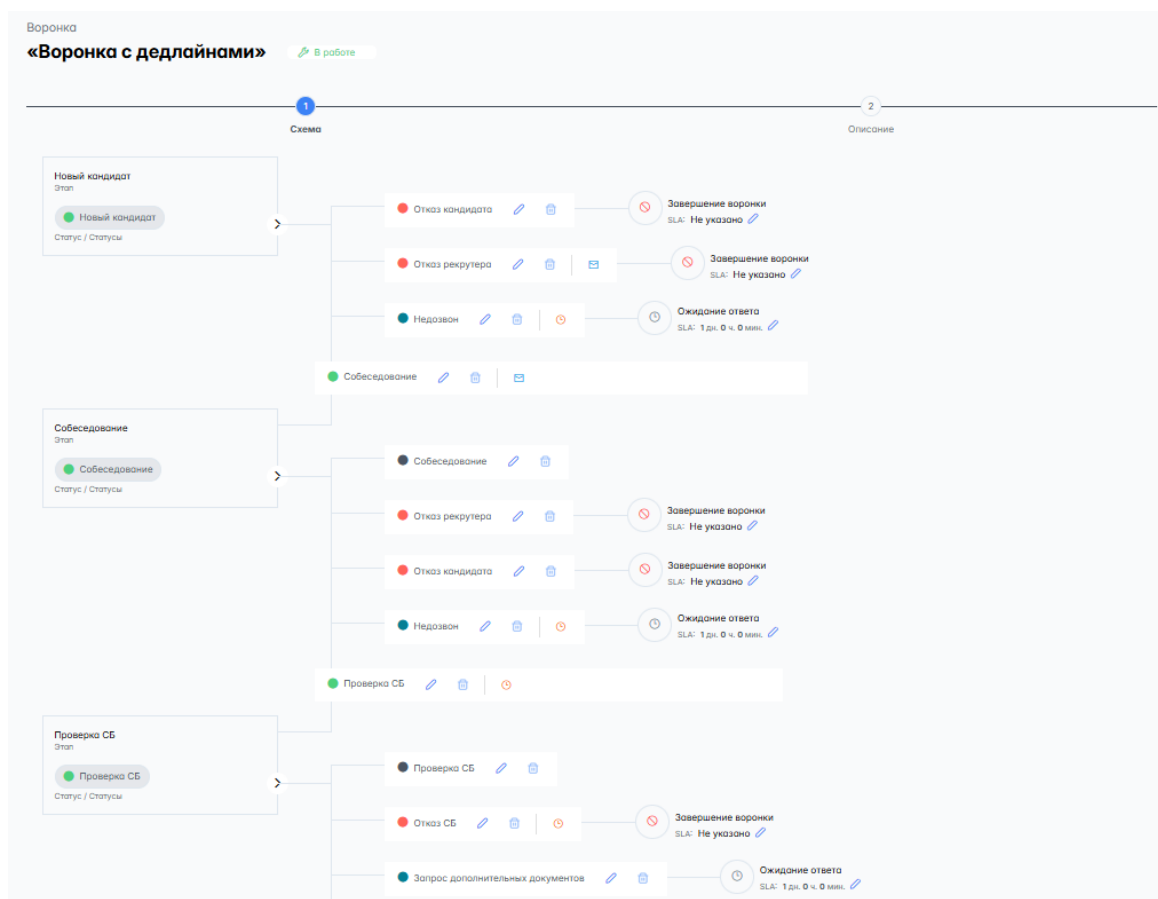 Воронка
«Воронка с дедлайнами»
В работе
1
2
Схема
Описание
Новый кандидат
Этап
Новый кандидат
Статус / Статусы
Отказ кандидата
Завершение воронки
SLA: Не указано
Отказ рекрутера
Завершение воронки
SLA: Не указано
Недозвон
Ожидание ответа
SLA: 1 дн. 0 ч. 0 мин.
Собеседование
Собеседование
Этап
Собеседование
Статус / Статусы
Собеседование
Отказ рекрутера
Завершение воронки
SLA: Не указано
Отказ кандидата
Завершение воронки
SLA: Не указано
Недозвон
Ожидание ответа
SLA: 1 дн. 0 ч. 0 мин.
Проверка СБ
Проверка СБ
Этап
Проверка СБ
Статус / Статусы
Проверка СБ
Отказ СБ
Завершение воронки
SLA: Не указано
Запрос дополнительных документов
Ожидание ответа
SLA: 1 дн. 0 ч. 0 мин.